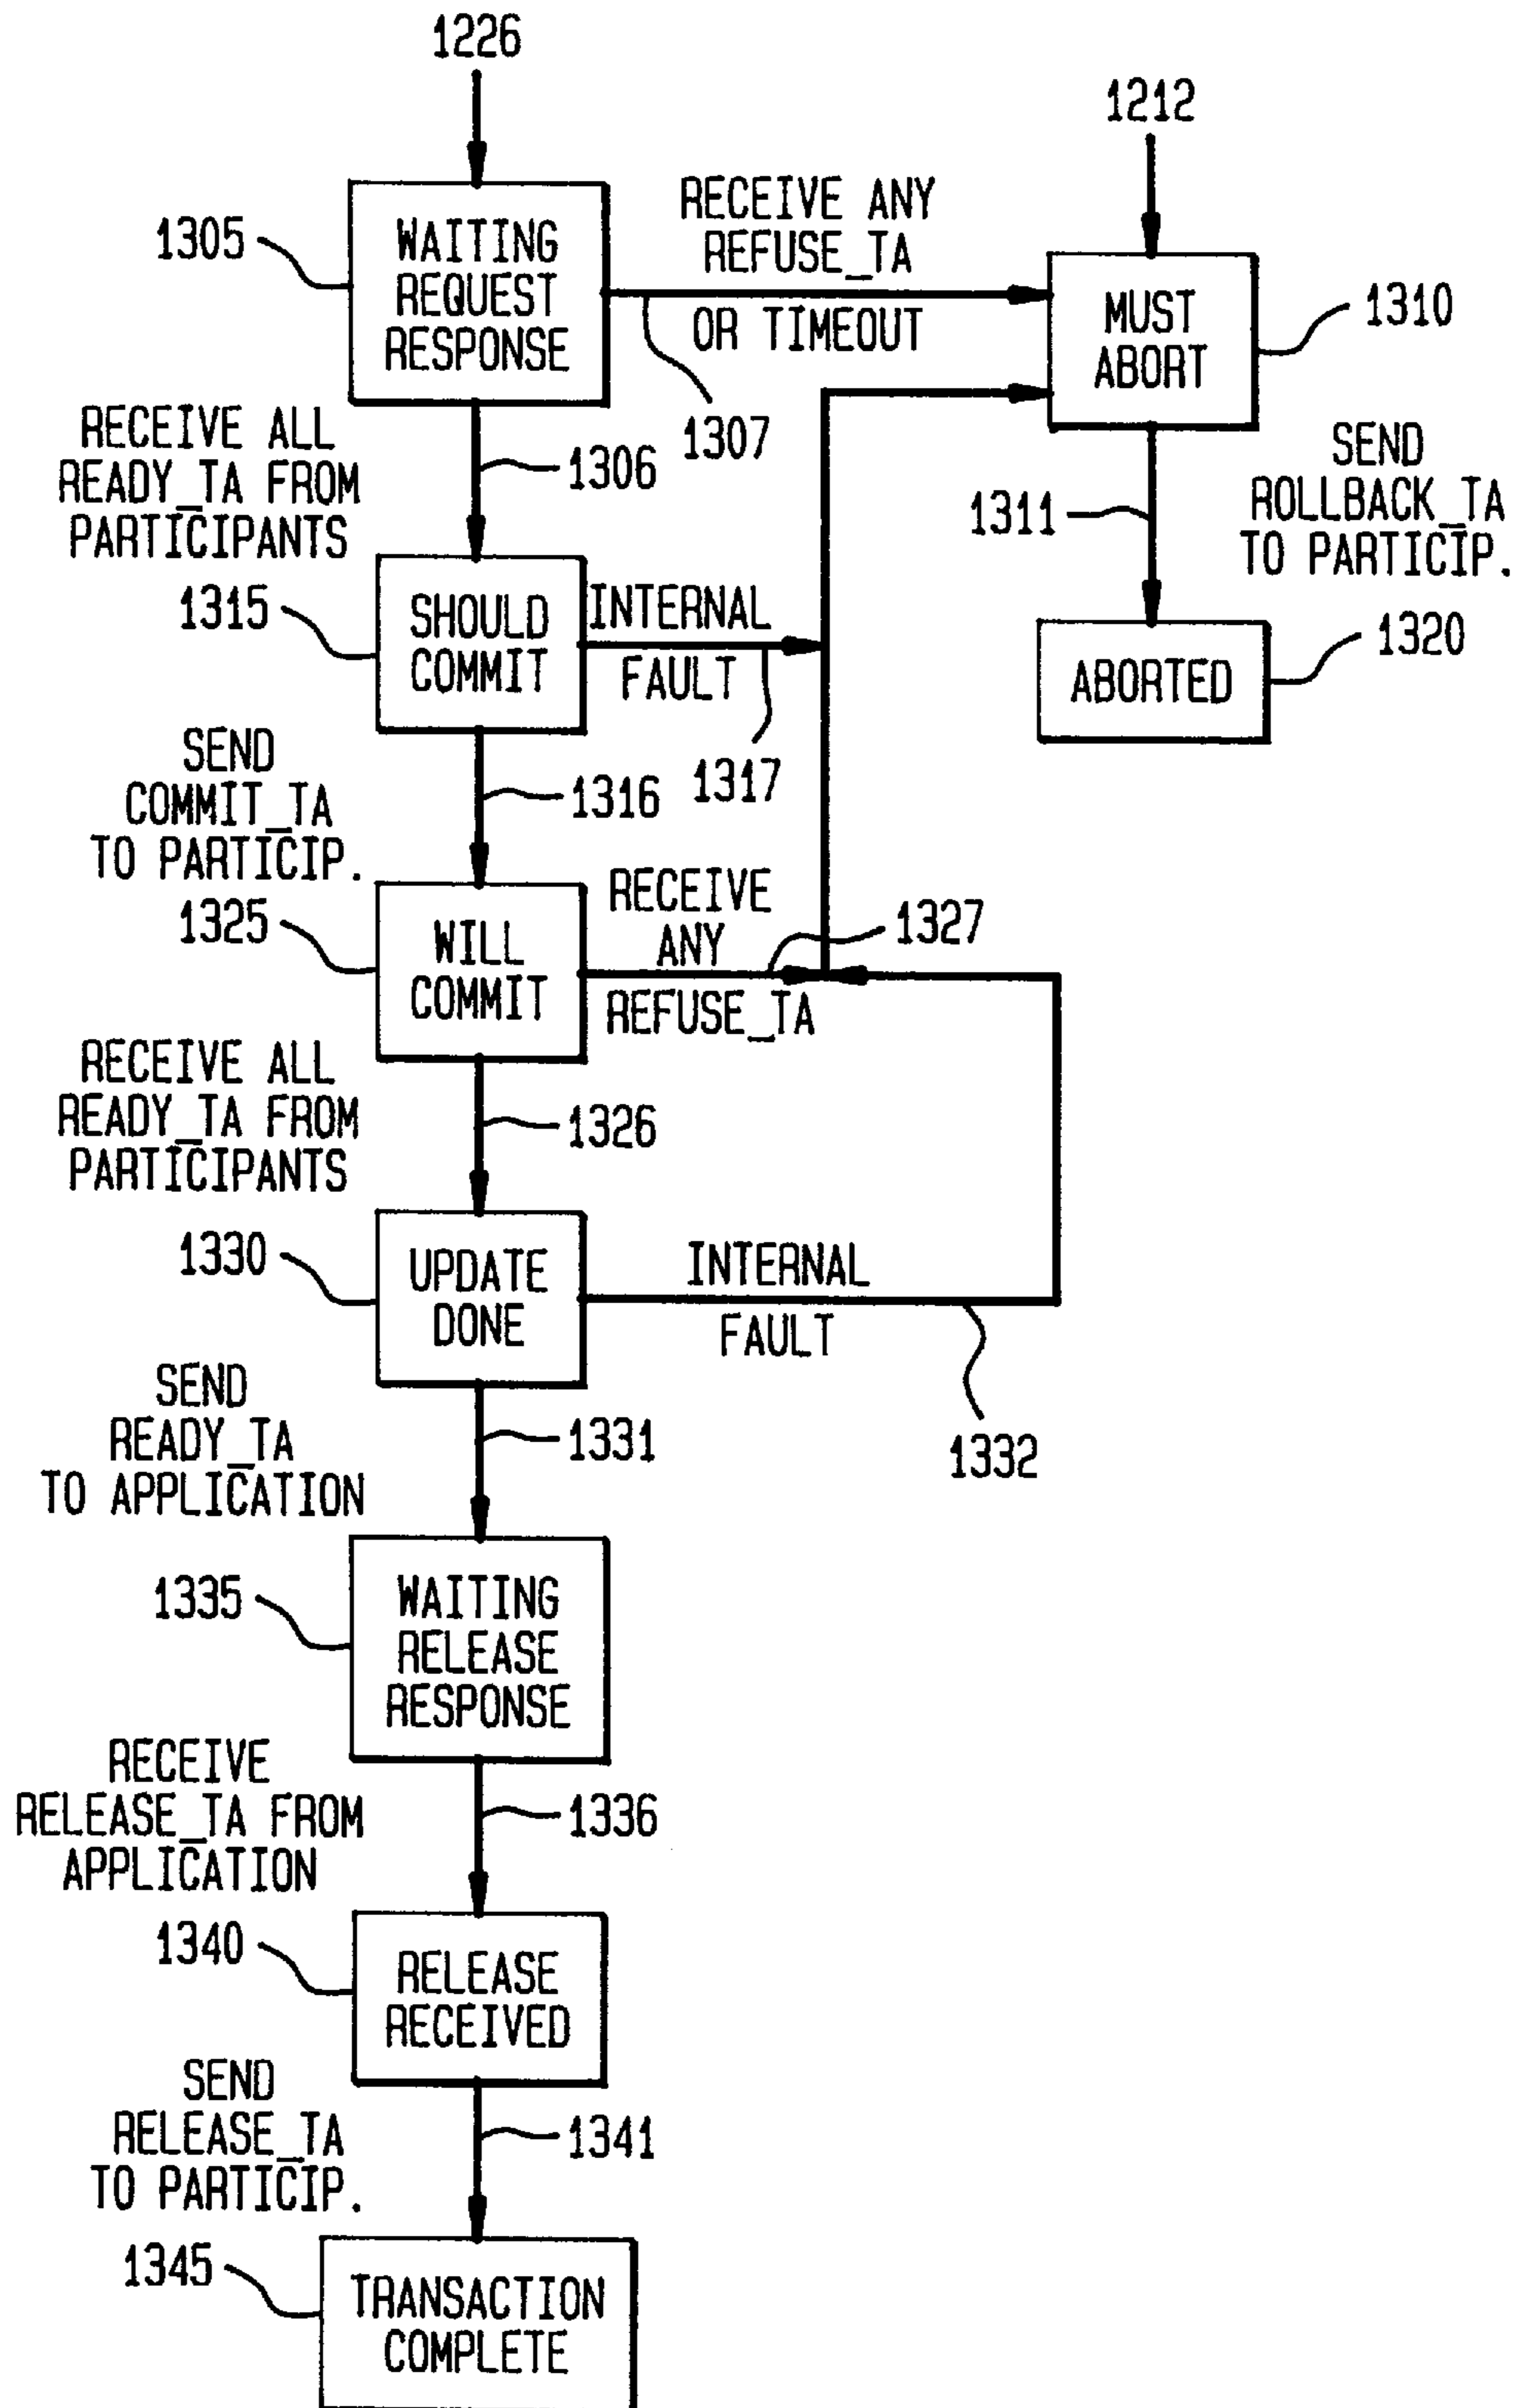 1226
1212
1305
WAITING
REQUEST
RESPONSE
RECEIVE ANY
REFUSE_TA
OR TIMEOUT
1307
MUST
ABORT
1310
RECEIVE ALL
READY_TA FROM
PARTICIPANTS
1306
1311
SEND
ROLLBACK_TA
TO PARTICIP.
1315
SHOULD
COMMIT
INTERNAL
FAULT
1317
ABORTED
1320
SEND
COMMIT_TA
TO PARTICIP.
1316
1325
WILL
COMMIT
RECEIVE
ANY
REFUSE_TA
1327
RECEIVE ALL
READY_TA FROM
PARTICIPANTS
1326
1330
UPDATE
DONE
INTERNAL
FAULT
1332
SEND
READY_TA
TO APPLICATION
1331
1335
WAITING
RELEASE
RESPONSE
RECEIVE
RELEASE_TA FROM
APPLICATION
1336
1340
RELEASE
RECEIVED
SEND
RELEASE_TA
TO PARTICIP.
1341
1345
TRANSACTION
COMPLETE